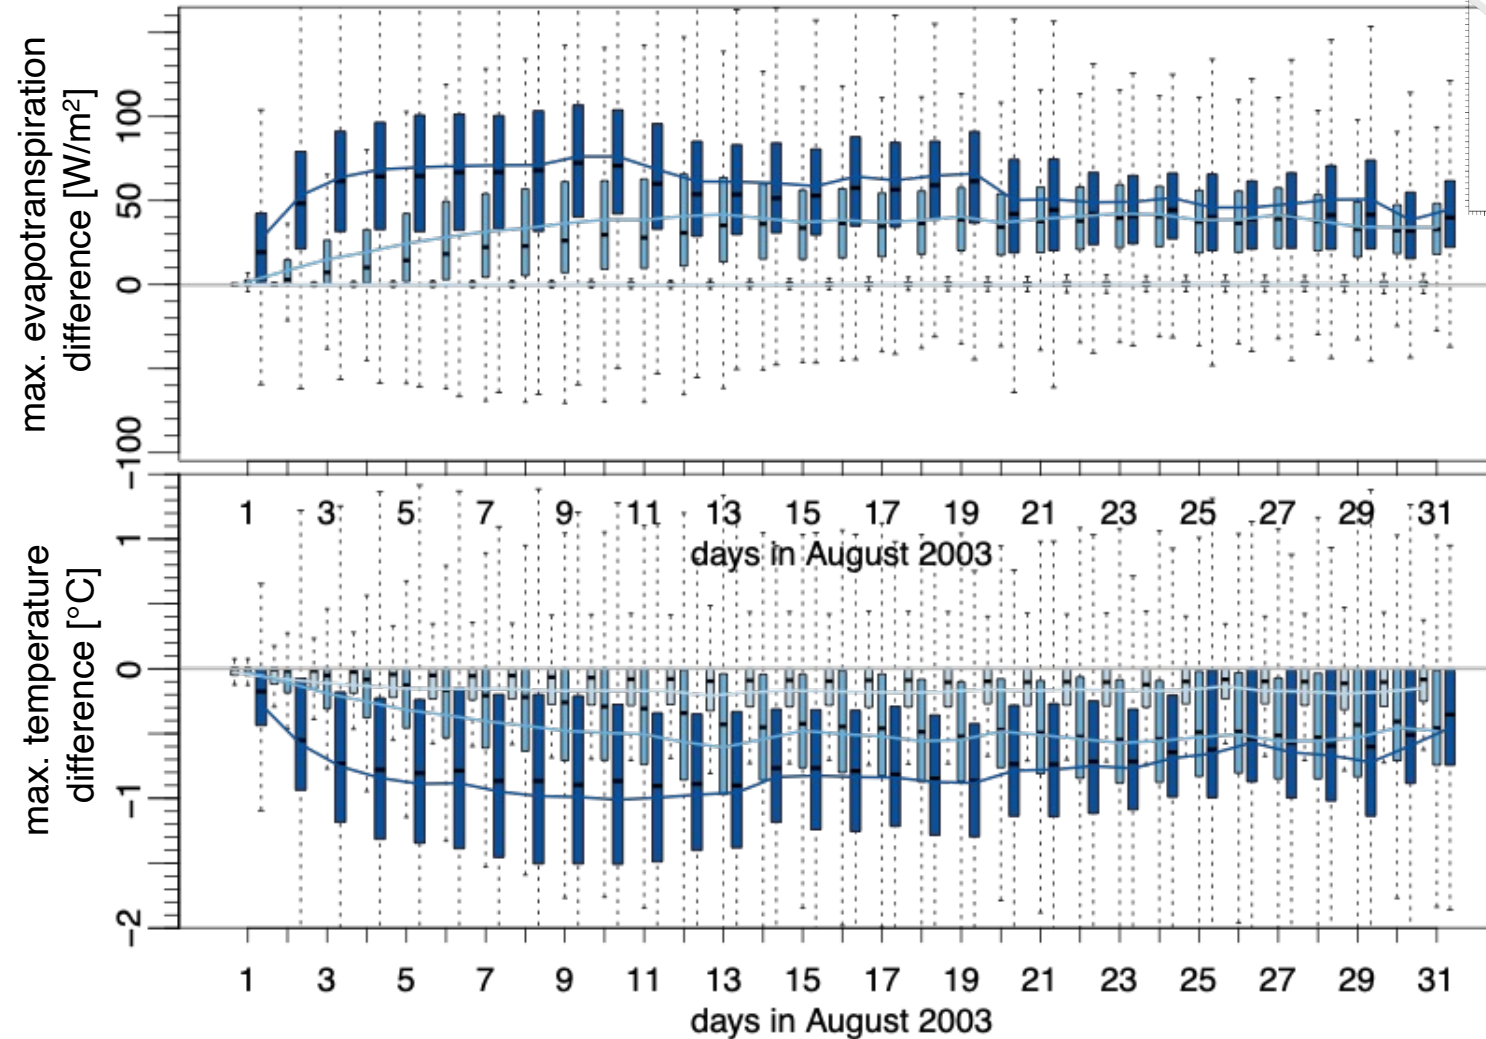 max. evapotranspiration
difference [W/m²]
100
50
0
-100
1 3 5 7 9 11 13 15 17 19 21 23 25 27 29 31
days in August 2003
max. temperature
difference [°C]
1
0
-1
-2
1 3 5 7 9 11 13 15 17 19 21 23 25 27 29 31
days in August 2003